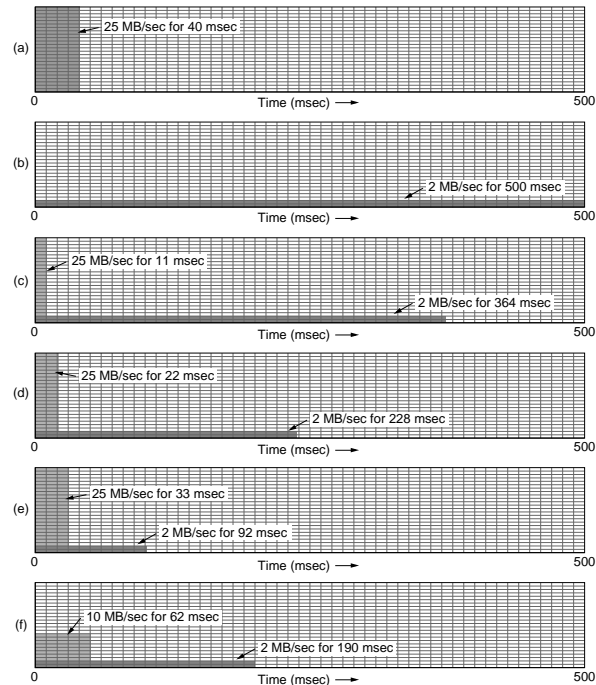 25 MB/sec for 40 msec
(a)
0 Time (msec) 500
(b)
2 MB/sec for 500 msec
0 Time (msec) 500
25 MB/sec for 11 msec
(c)
2 MB/sec for 364 msec
0 Time (msec) 500
25 MB/sec for 22 msec
(d)
2 MB/sec for 228 msec
0 Time (msec) 500
25 MB/sec for 33 msec
(e)
2 MB/sec for 92 msec
0 Time (msec) 500
10 MB/sec for 62 msec
(f)
2 MB/sec for 190 msec
0 Time (msec) 500